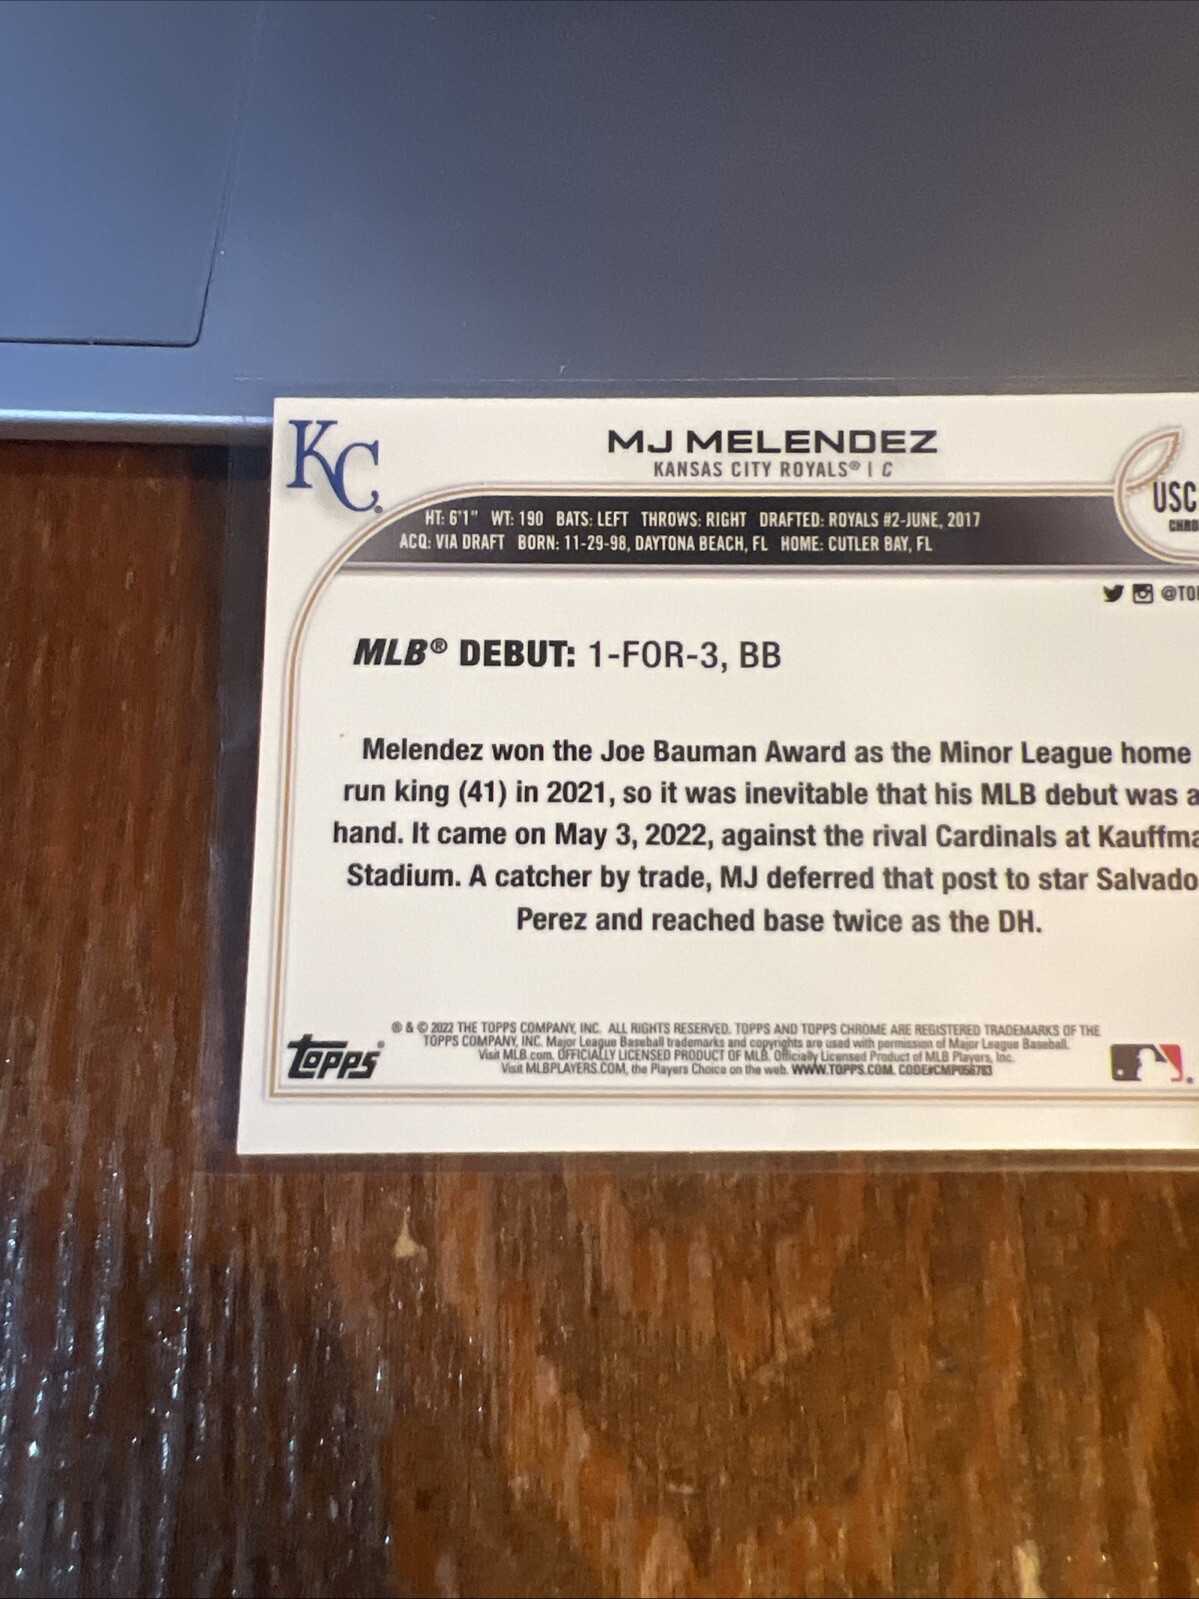 KC
MJ MELENDEZ
KANSAS CITY ROYALS® | C
USC
CHRO
HT: 6'1" WT: 190 BATS: LEFT THROWS: RIGHT DRAFTED: ROYALS #2-JUNE, 2017
ACQ: VIA DRAFT BORN: 11-29-98, DAYTONA BEACH, FL HOME: CUTLER BAY, FL
@TO
MLB® DEBUT: 1-FOR-3, BB
Melendez won the Joe Bauman Award as the Minor League home
run king (41) in 2021, so it was inevitable that his MLB debut was a
hand. It came on May 3, 2022, against the rival Cardinals at Kauffma
Stadium. A catcher by trade, MJ deferred that post to star Salvado
Perez and reached base twice as the DH.
® & © 2022 THE TOPPS COMPANY, INC. ALL RIGHTS RESERVED. TOPPS AND TOPPS CHROME ARE REGISTERED TRADEMARKS OF THE
TOPPS COMPANY, INC. Major League Baseball trademarks and copyrights are used with permission of Major League Baseball.
Visit MLB.com. OFFICIALLY LICENSED PRODUCT OF MLB. Officially Licensed Product of MLB Players, Inc.
Visit MLBPLAYERS.COM, the Players Choice on the web. WWW.TOPPS.COM. CODE#CMP056783
Topps®